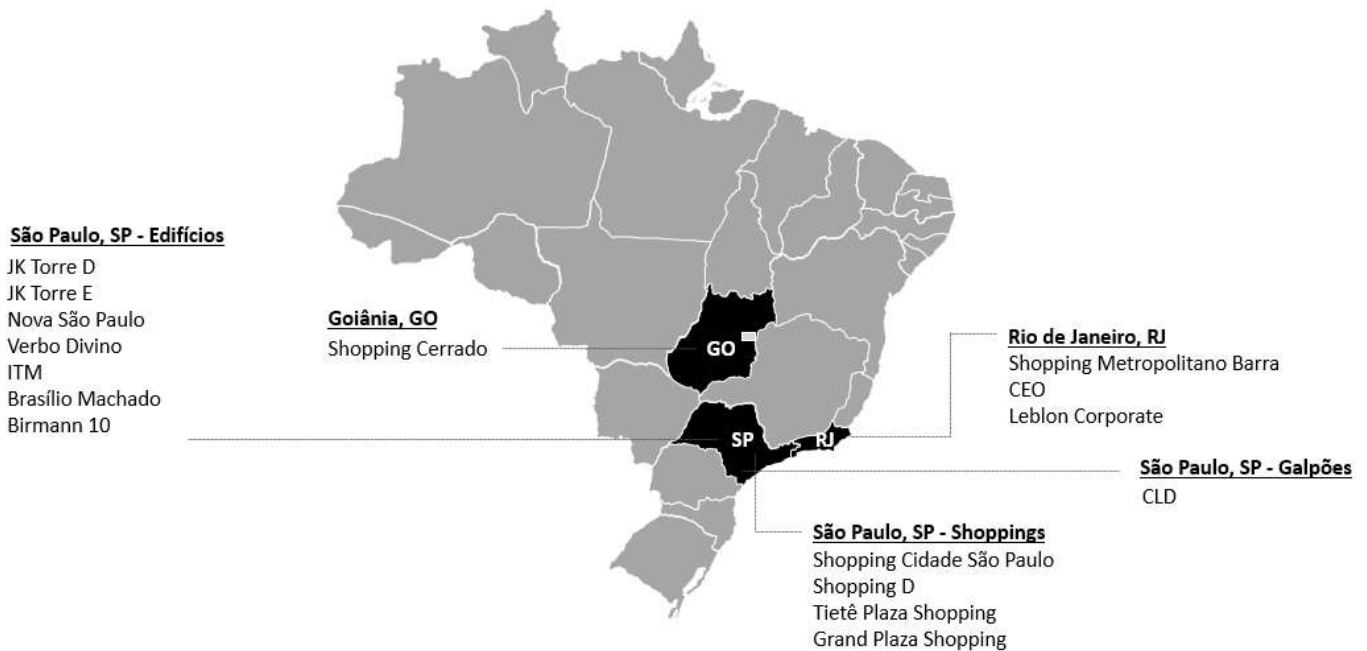 São Paulo, SP - Edifícios
JK Torre D
JK Torre E
Nova São Paulo
Verbo Divino
ITM
Brasílio Machado
Birmann 10
Goiânia, GO
Shopping Cerrado
GO
SP
RJ
Rio de Janeiro, RJ
Shopping Metropolitano Barra
CEO
Leblon Corporate
São Paulo, SP - Galpões
CLD
São Paulo, SP - Shoppings
Shopping Cidade São Paulo
Shopping D
Tietê Plaza Shopping
Grand Plaza Shopping